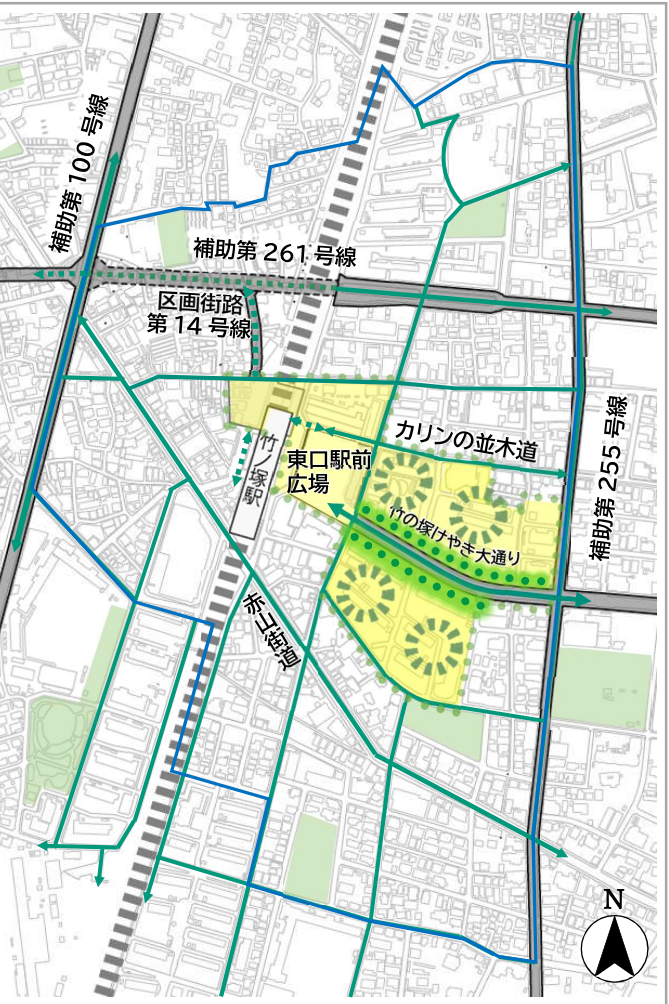 補助第100号線
補助第261号線
区画街路
第14号線
カリンの並木道
竹ノ塚駅
東口駅前
広場
竹の塚けやき大通り
補助第255号線
赤山街道
N